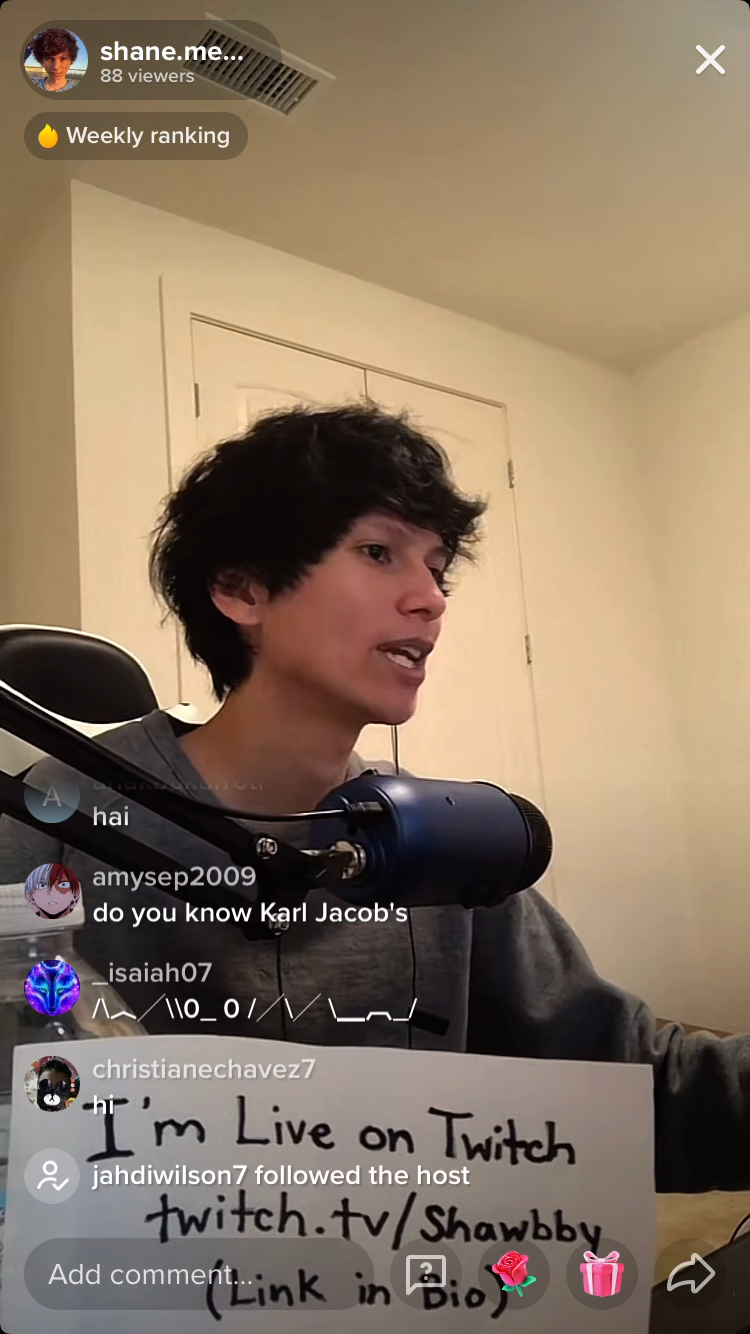 shane.me...
88 viewers
Weekly ranking
A
hai
amysep2009
do you know Karl Jacob's
_isaiah07
/\︿╱\\0_ 0 /╱\╱ \__︹_/
christianechavez7
hi
I'm Live on Twitch
jahdiwilson7 followed the host
twitch.tv/Shawbby
Add comment...
(Link in Bio)